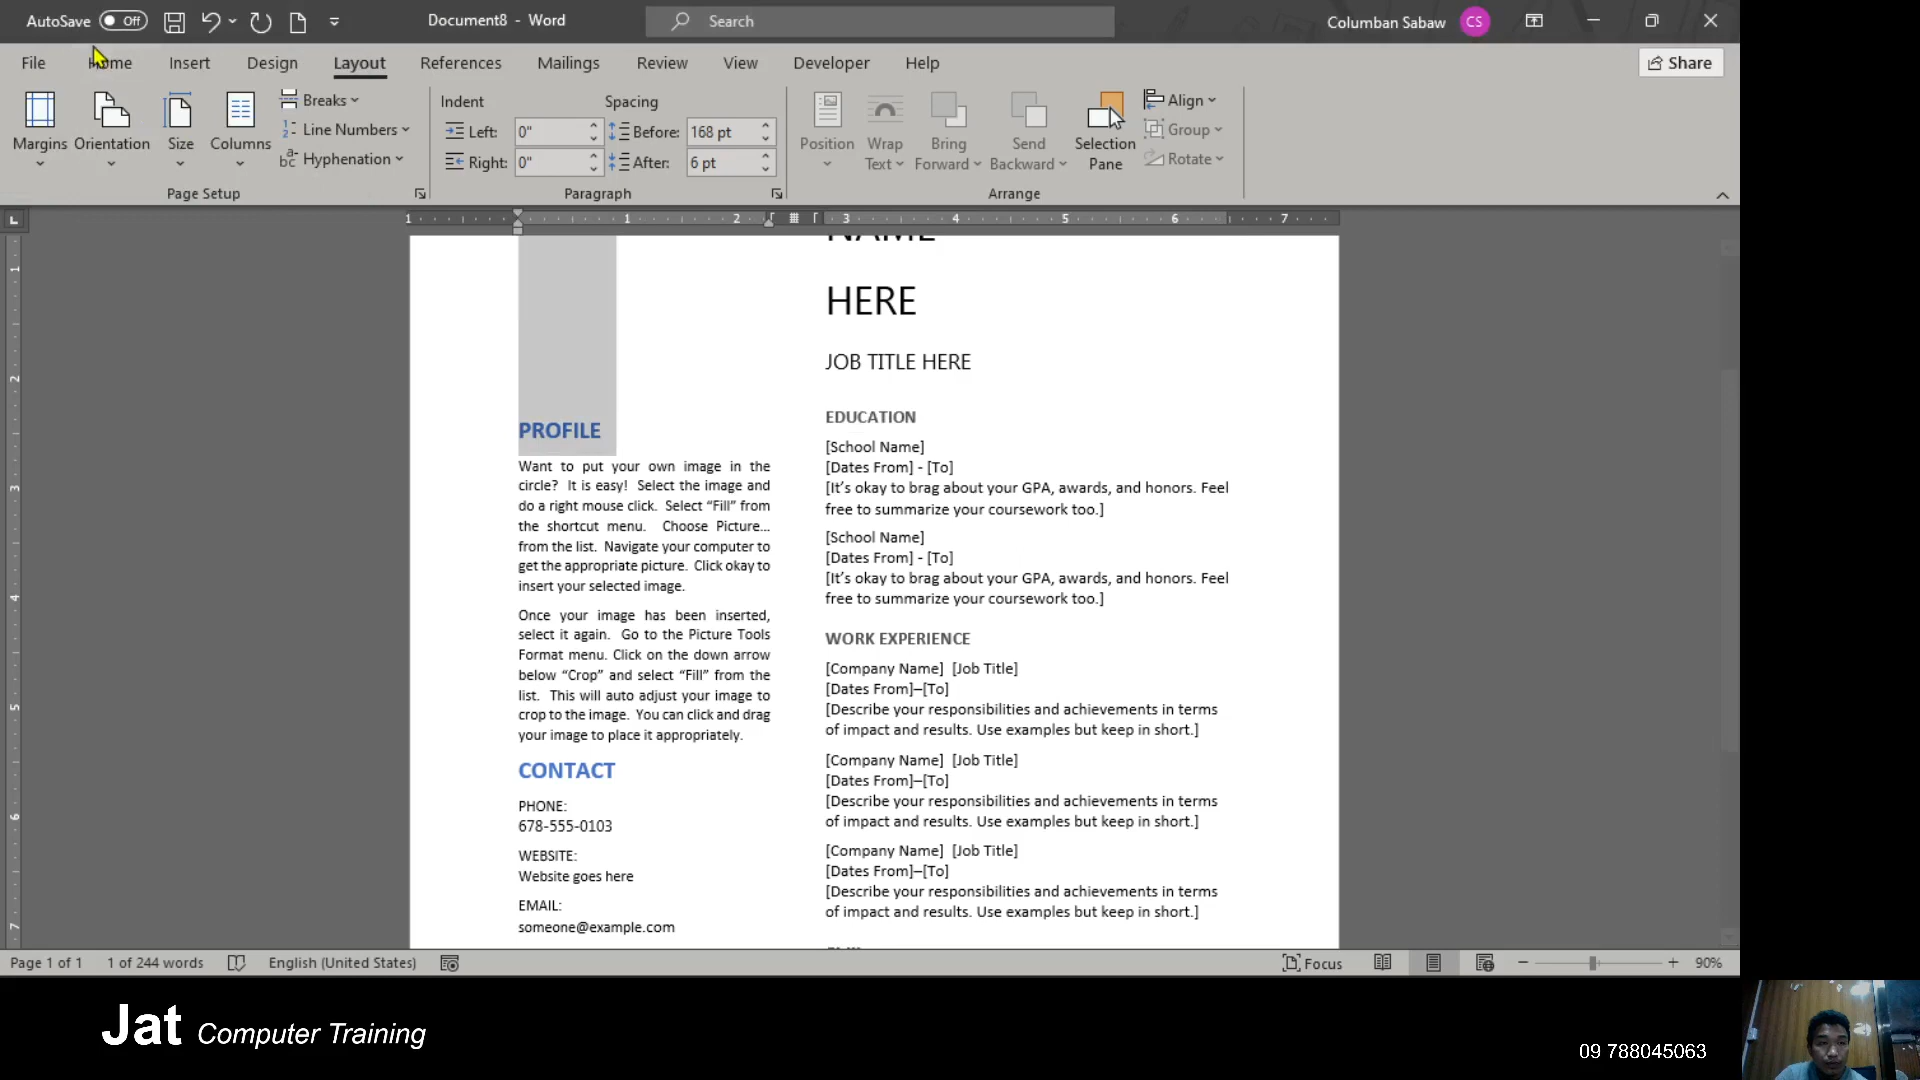 AutoSave Off Document8 - Word Search Columban Sabaw CS
File Home Insert Design Layout References Mailings Review View Developer Help Share
Margins Orientation Size Columns
Breaks
Line Numbers
Hyphenation
Page Setup
Indent Spacing
Left: 0" Before: 168 pt
Right: 0" After: 6 pt
Paragraph
Position
Wrap Text
Bring Forward
Send Backward
Selection Pane
Align
Group
Rotate
Arrange
1 1 2 3 4 5 6 7
1
2
3
4
5
6
7
PROFILE
Want to put your own image in the
circle? It is easy! Select the image and
do a right mouse click. Select “Fill” from
the shortcut menu. Choose Picture…
from the list. Navigate your computer to
get the appropriate picture. Click okay to
insert your selected image.
Once your image has been inserted,
select it again. Go to the Picture Tools
Format menu. Click on the down arrow
below “Crop” and select “Fill” from the
list. This will auto adjust your image to
crop to the image. You can click and drag
your image to place it appropriately.
CONTACT
PHONE:
678-555-0103
WEBSITE:
Website goes here
EMAIL:
someone@example.com
NAME
HERE
JOB TITLE HERE
EDUCATION
[School Name]
[Dates From] - [To]
[It’s okay to brag about your GPA, awards, and honors. Feel
free to summarize your coursework too.]
[School Name]
[Dates From] - [To]
[It’s okay to brag about your GPA, awards, and honors. Feel
free to summarize your coursework too.]
WORK EXPERIENCE
[Company Name] [Job Title]
[Dates From]–[To]
[Describe your responsibilities and achievements in terms
of impact and results. Use examples but keep in short.]
[Company Name] [Job Title]
[Dates From]–[To]
[Describe your responsibilities and achievements in terms
of impact and results. Use examples but keep in short.]
[Company Name] [Job Title]
[Dates From]–[To]
[Describe your responsibilities and achievements in terms
of impact and results. Use examples but keep in short.]
Page 1 of 1 1 of 244 words English (United States) Focus 90%
Jat Computer Training
09 788045063